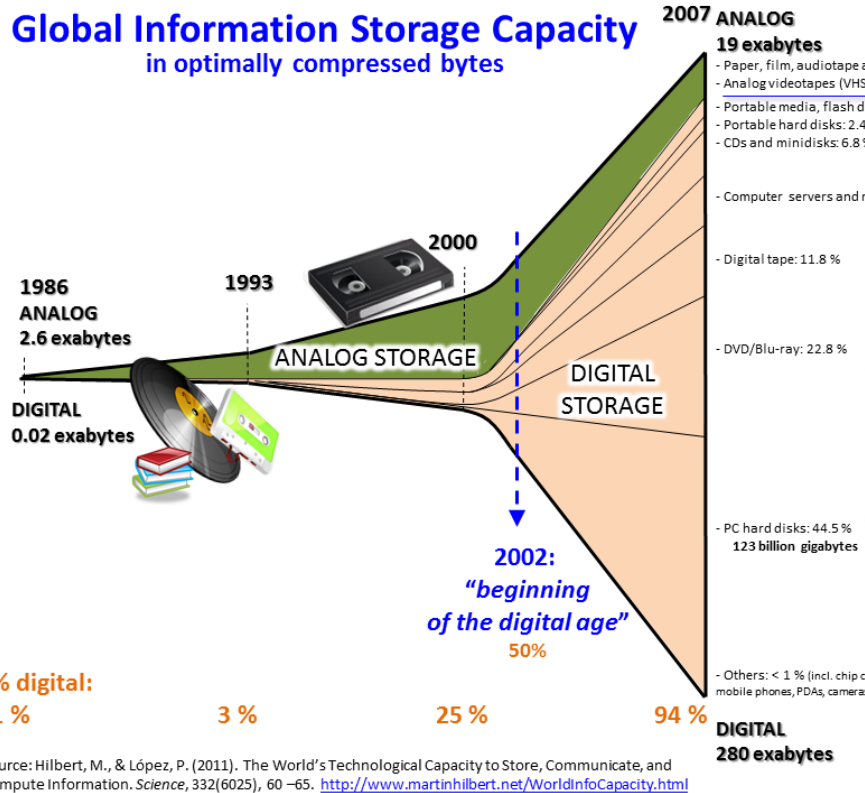 Global Information Storage Capacity
in optimally compressed bytes
2007 ANALOG
19 exabytes
- Paper, film, audiotape
- Analog videotapes (VHS
- Portable media, flash
- Portable hard disks: 2.4
- CDs and minidisks: 6.8
- Computer servers and
- Digital tape: 11.8 %
- DVD/Blu-ray: 22.8 %
- PC hard disks: 44.5 %
123 billion gigabytes
- Others: < 1 % (incl. chip
mobile phones, PDAs,
DIGITAL
280 exabytes
2000
1993
1986
ANALOG
2.6 exabytes
ANALOG STORAGE
DIGITAL
STORAGE
DIGITAL
0.02 exabytes
2002:
"beginning
of the digital age"
50%
% digital:
%
3 %
25 %
94 %
Hilbert, M., & López, P. (2011). The World's Technological Capacity to Store, Communicate, and
Information. Science, 332(6025), 60 –65. http://www.martinhilbert.net/WorldInfoCapacity.html